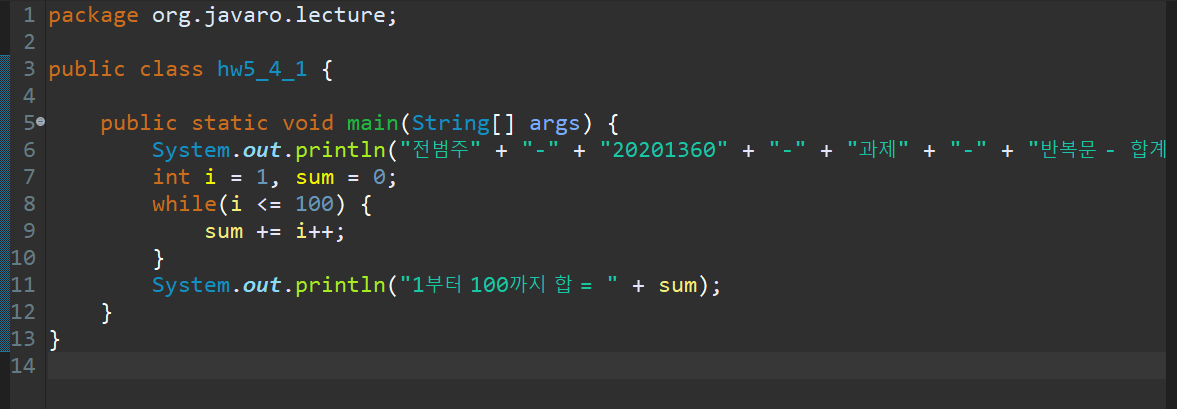 1 package org.javaro.lecture;
2
3 public class hw5_4_1 {
4
5 public static void main(String[] args) {
6 System.out.println("전범주" + "-" + "20201360" + "-" + "과제" + "-" + "반복문 - 합계
7 int i = 1, sum = 0;
8 while(i <= 100) {
9 sum += i++;
10 }
11 System.out.println("1부터 100까지 합 = " + sum);
12 }
13 }
14